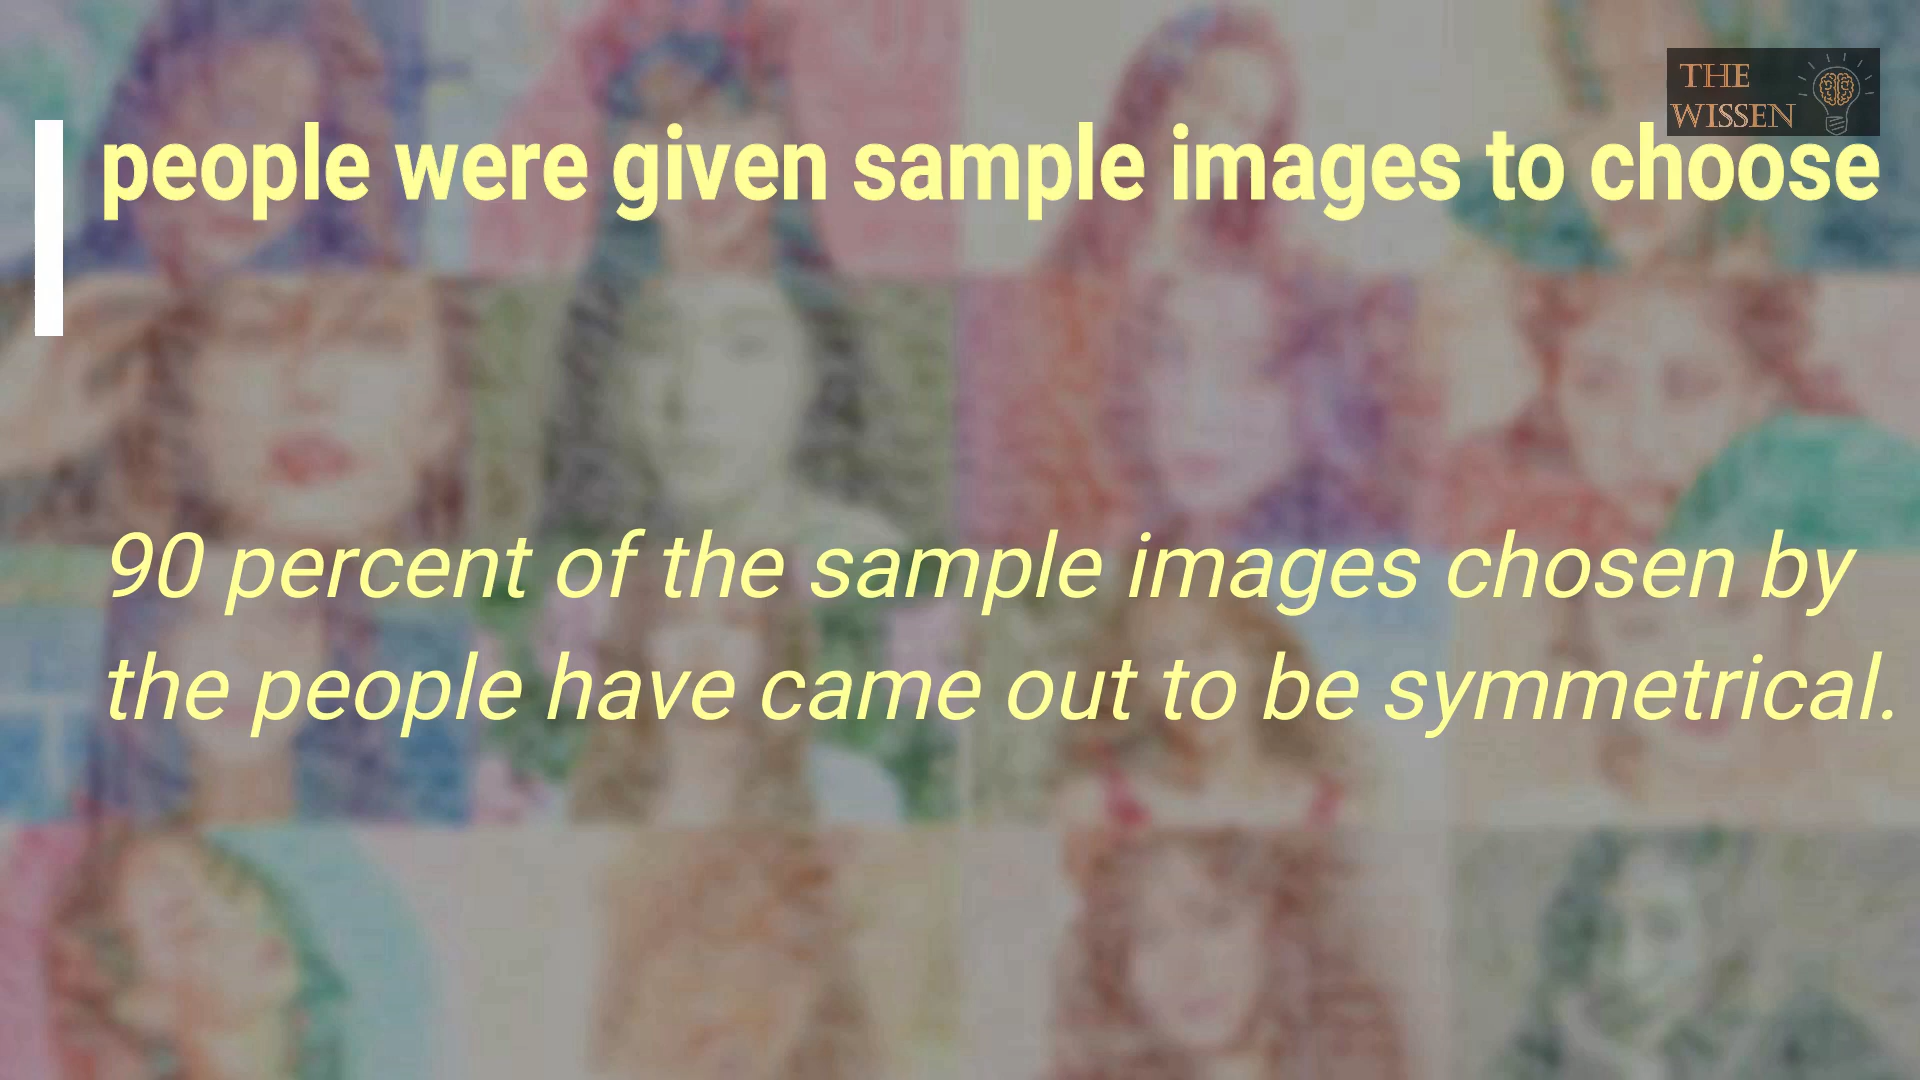 THE
WISSEN
people were given sample images to choose
90 percent of the sample images chosen by
the people have came out to be symmetrical.